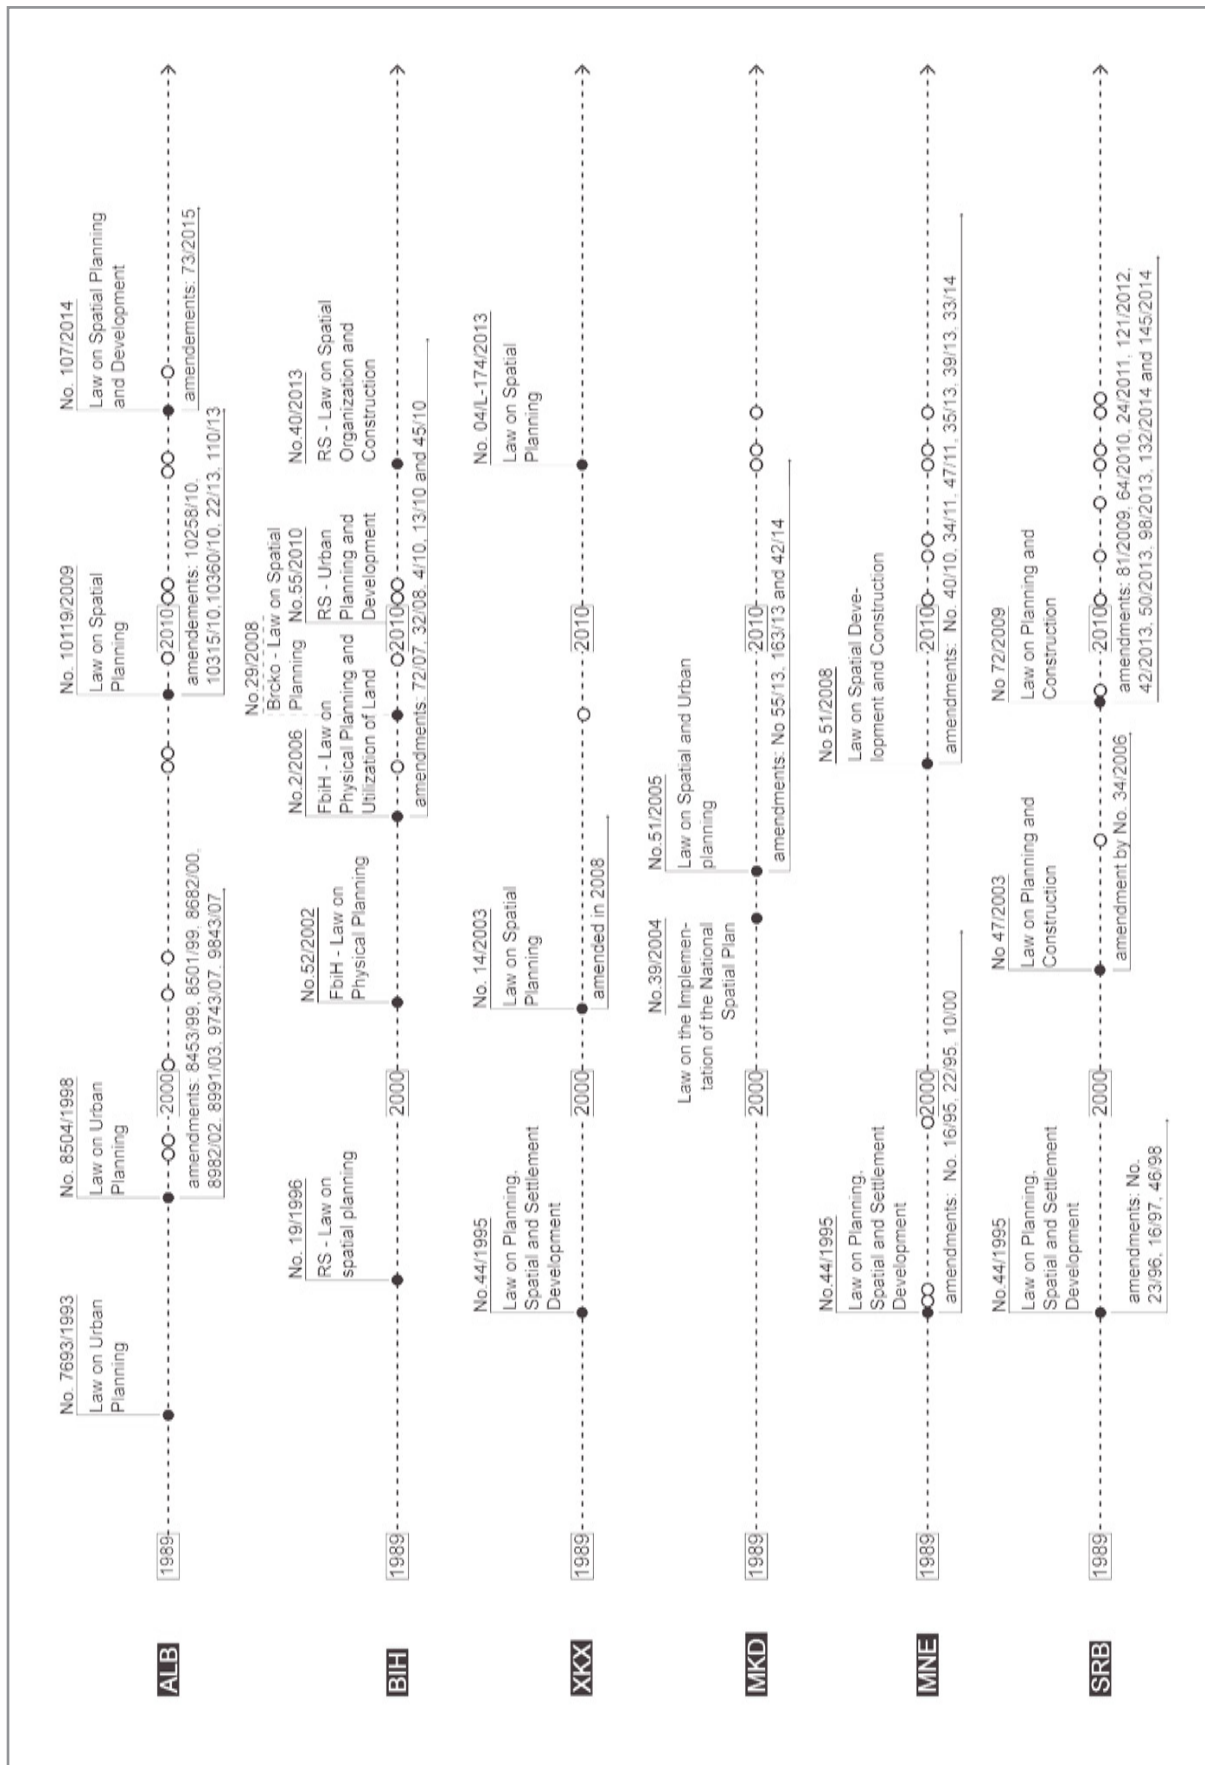 ALB
1989
No. 7693/1993
Law on Urban
Planning
No. 8504/1998
Law on Urban
Planning
2000
amendments: 8453/99, 8501/99, 8682/00,
8982/02, 8991/03, 9743/07, 9843/07
No. 10119/2009
Law on Spatial
Planning
2010
amendements: 10258/10,
10315/10,10360/10, 22/13, 110/13
No. 107/2014
Law on Spatial Planning
and Development
amendements: 73/2015
BIH
1989
No. 19/1996
RS - Law on
spatial planning
2000
No.52/2002
FbiH - Law on
Physical Planning
No.2/2006
FbiH - Law on
Physical Planning and
Utilization of Land
No.29/2008
Brcko - Law on Spatial
Planning
2010
No.55/2010
RS - Urban
Planning and
Development
No.40/2013
RS - Law on Spatial
Organization and
Construction
amendments: 72/07, 32/08, 4/10, 13/10 and 45/10
XKX
1989
No.44/1995
Law on Planning,
Spatial and Settlement
Development
2000
No. 14/2003
Law on Spatial
Planning
amended in 2008
2010
No. 04/L-174/2013
Law on Spatial
Planning
MKD
1989
2000
No.39/2004
Law on the Implemen-
tation of the National
Spatial Plan
No.51/2005
Law on Spatial and Urban
planning
2010
amendments: No 55/13, 163/13 and 42/14
MNE
1989
No.44/1995
Law on Planning,
Spatial and Settlement
Development
2000
amendments: No. 16/95, 22/95, 10/00
No 51/2008
Law on Spatial Deve-
lopment and Construction
2010
amendments: No. 40/10, 34/11, 47/11, 35/13, 39/13, 33/14
SRB
1989
No.44/1995
Law on Planning,
Spatial and Settlement
Development
amendments: No.
23/96, 16/97, 46/98
2000
No 47/2003
Law on Planning and
Construction
amendment by No. 34/2006
No 72/2009
Law on Planning and
Construction
2010
amendments: 81/2009, 64/2010, 24/2011, 121/2012,
42/2013, 50/2013, 98/2013, 132/2014 and 145/2014